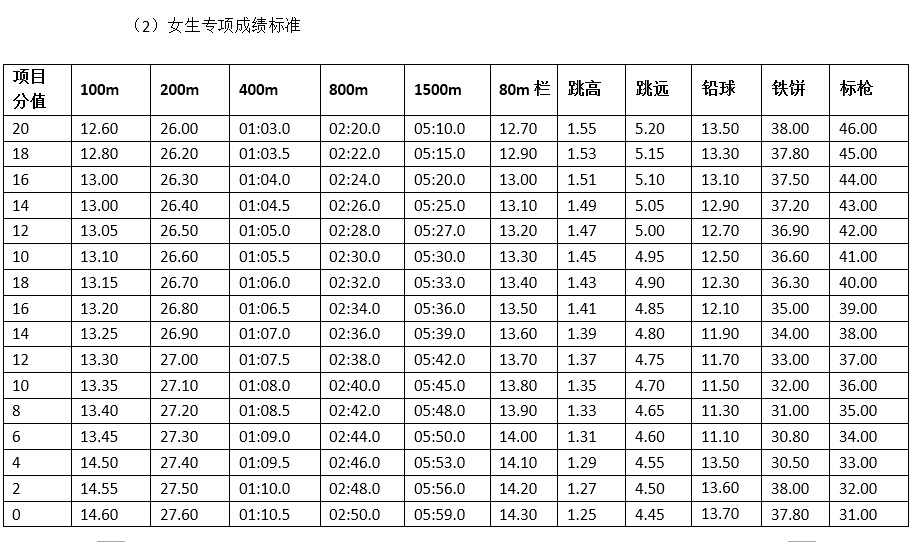 （2）女生专项成绩标准
项目分值 100m 200m 400m 800m 1500m 80m 栏 跳高 跳远 铅球 铁饼 标枪
20 12.60 26.00 01:03.0 02:20.0 05:10.0 12.70 1.55 5.20 13.50 38.00 46.00
18 12.80 26.20 01:03.5 02:22.0 05:15.0 12.90 1.53 5.15 13.30 37.80 45.00
16 13.00 26.30 01:04.0 02:24.0 05:20.0 13.00 1.51 5.10 13.10 37.50 44.00
14 13.00 26.40 01:04.5 02:26.0 05:25.0 13.10 1.49 5.05 12.90 37.20 43.00
12 13.05 26.50 01:05.0 02:28.0 05:27.0 13.20 1.47 5.00 12.70 36.90 42.00
10 13.10 26.60 01:05.5 02:30.0 05:30.0 13.30 1.45 4.95 12.50 36.60 41.00
18 13.15 26.70 01:06.0 02:32.0 05:33.0 13.40 1.43 4.90 12.30 36.30 40.00
16 13.20 26.80 01:06.5 02:34.0 05:36.0 13.50 1.41 4.85 12.10 35.00 39.00
14 13.25 26.90 01:07.0 02:36.0 05:39.0 13.60 1.39 4.80 11.90 34.00 38.00
12 13.30 27.00 01:07.5 02:38.0 05:42.0 13.70 1.37 4.75 11.70 33.00 37.00
10 13.35 27.10 01:08.0 02:40.0 05:45.0 13.80 1.35 4.70 11.50 32.00 36.00
8 13.40 27.20 01:08.5 02:42.0 05:48.0 13.90 1.33 4.65 11.30 31.00 35.00
6 13.45 27.30 01:09.0 02:44.0 05:50.0 14.00 1.31 4.60 11.10 30.80 34.00
4 14.50 27.40 01:09.5 02:46.0 05:53.0 14.10 1.29 4.55 13.50 30.50 33.00
2 14.55 27.50 01:10.0 02:48.0 05:56.0 14.20 1.27 4.50 13.60 38.00 32.00
0 14.60 27.60 01:10.5 02:50.0 05:59.0 14.30 1.25 4.45 13.70 37.80 31.00